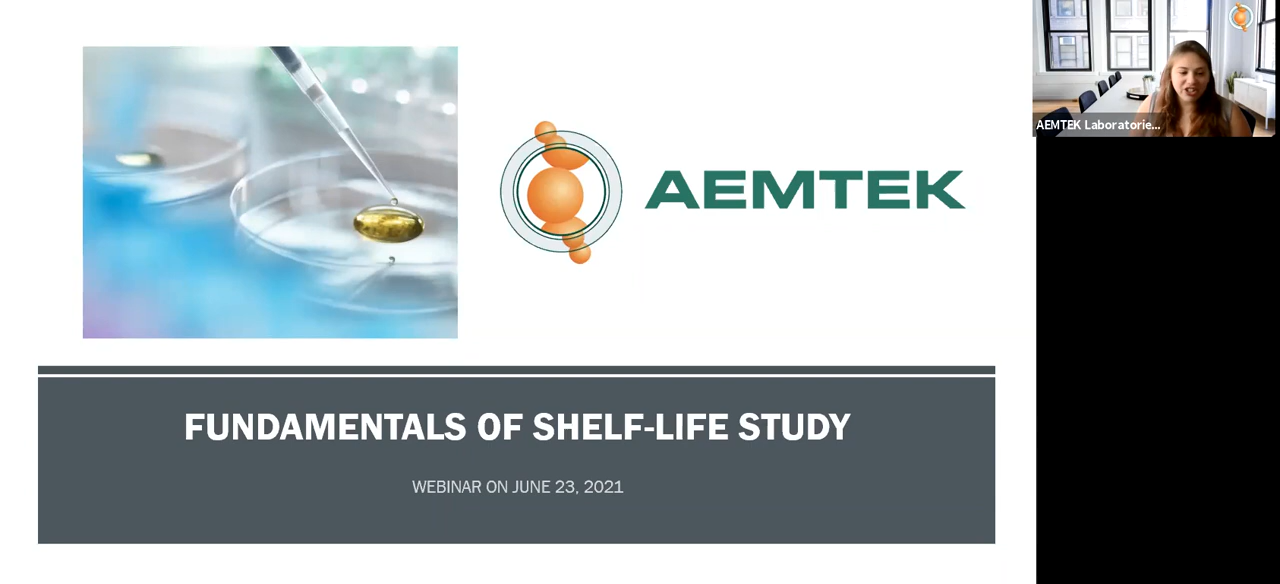 AEMTEK
FUNDAMENTALS OF SHELF-LIFE STUDY
WEBINAR ON JUNE 23, 2021
AEMTEK Laboratorie...